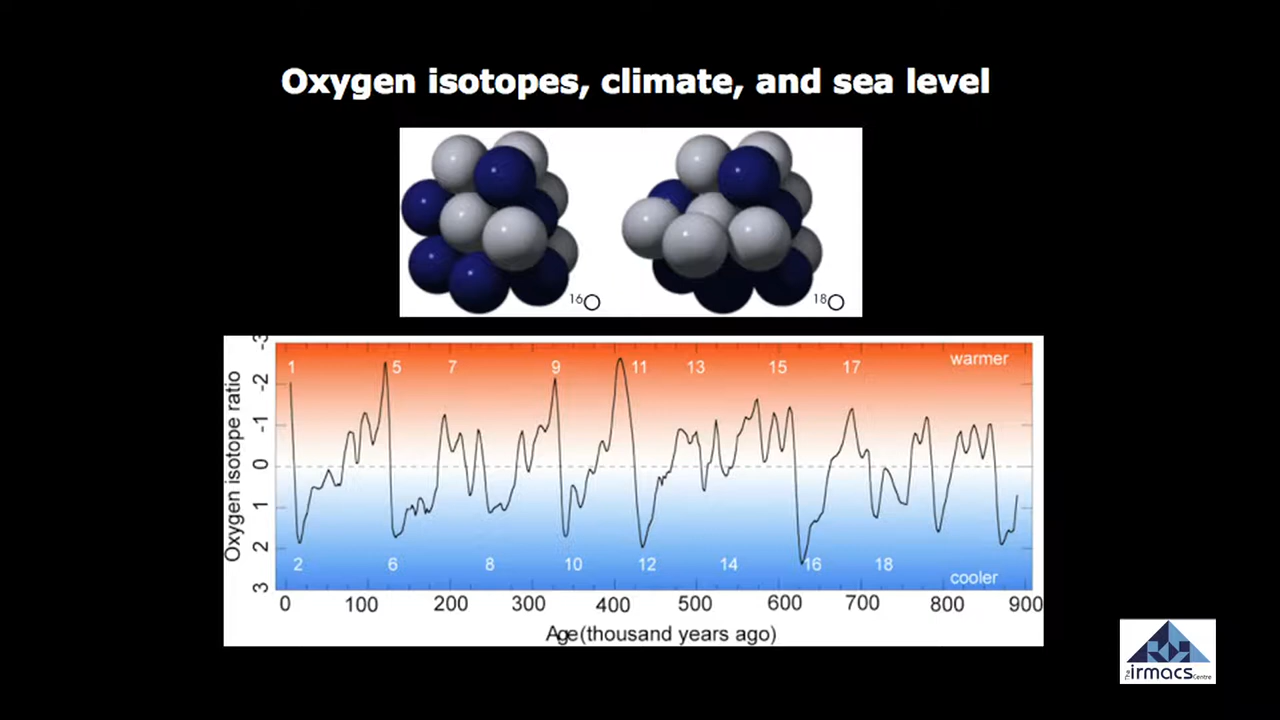 Oxygen isotopes, climate, and sea level
16O
18O
-3
-2
-1
0
1
2
3
Oxygen isotope ratio
1 5 7 9 11 13 15 17 warmer
2 6 8 10 12 14 16 18 cooler
0 100 200 300 400 500 600 700 800 900
Age (thousand years ago)
The irmacs Centre